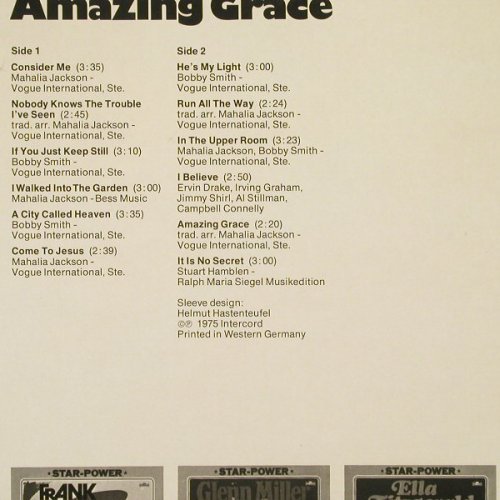 Amazing Grace
Side 1
Consider Me (3:35)
Mahalia Jackson -
Vogue International, Ste.
Nobody Knows The Trouble
I've Seen (2:45)
trad. arr. Mahalia Jackson -
Vogue International, Ste.
If You Just Keep Still (3:10)
Bobby Smith -
Vogue International, Ste.
I Walked Into The Garden (3:00)
Mahalia Jackson - Bess Music
A City Called Heaven (3:35)
Bobby Smith -
Vogue International, Ste.
Come To Jesus (2:39)
Mahalia Jackson -
Vogue International, Ste.
Side 2
He's My Light (3:00)
Bobby Smith -
Vogue International, Ste.
Run All The Way (2:24)
trad. arr. Mahalia Jackson -
Vogue International, Ste.
In The Upper Room (3:23)
Mahalia Jackson, Bobby Smith -
Vogue International, Ste.
I Believe (2:50)
Ervin Drake, Irving Graham,
Jimmy Shirl, Al Stillman,
Campbell Connelly
Amazing Grace (2:20)
trad. arr. Mahalia Jackson -
Vogue International, Ste.
It Is No Secret (3:00)
Stuart Hamblen -
Ralph Maria Siegel Musikedition
Sleeve design:
Helmut Hastenteufel
©℗ 1975 Intercord
Printed in Western Germany
★STAR-POWER★
FRANK
★STAR-POWER★
Glenn Miller
★STAR-POWER★
Ella